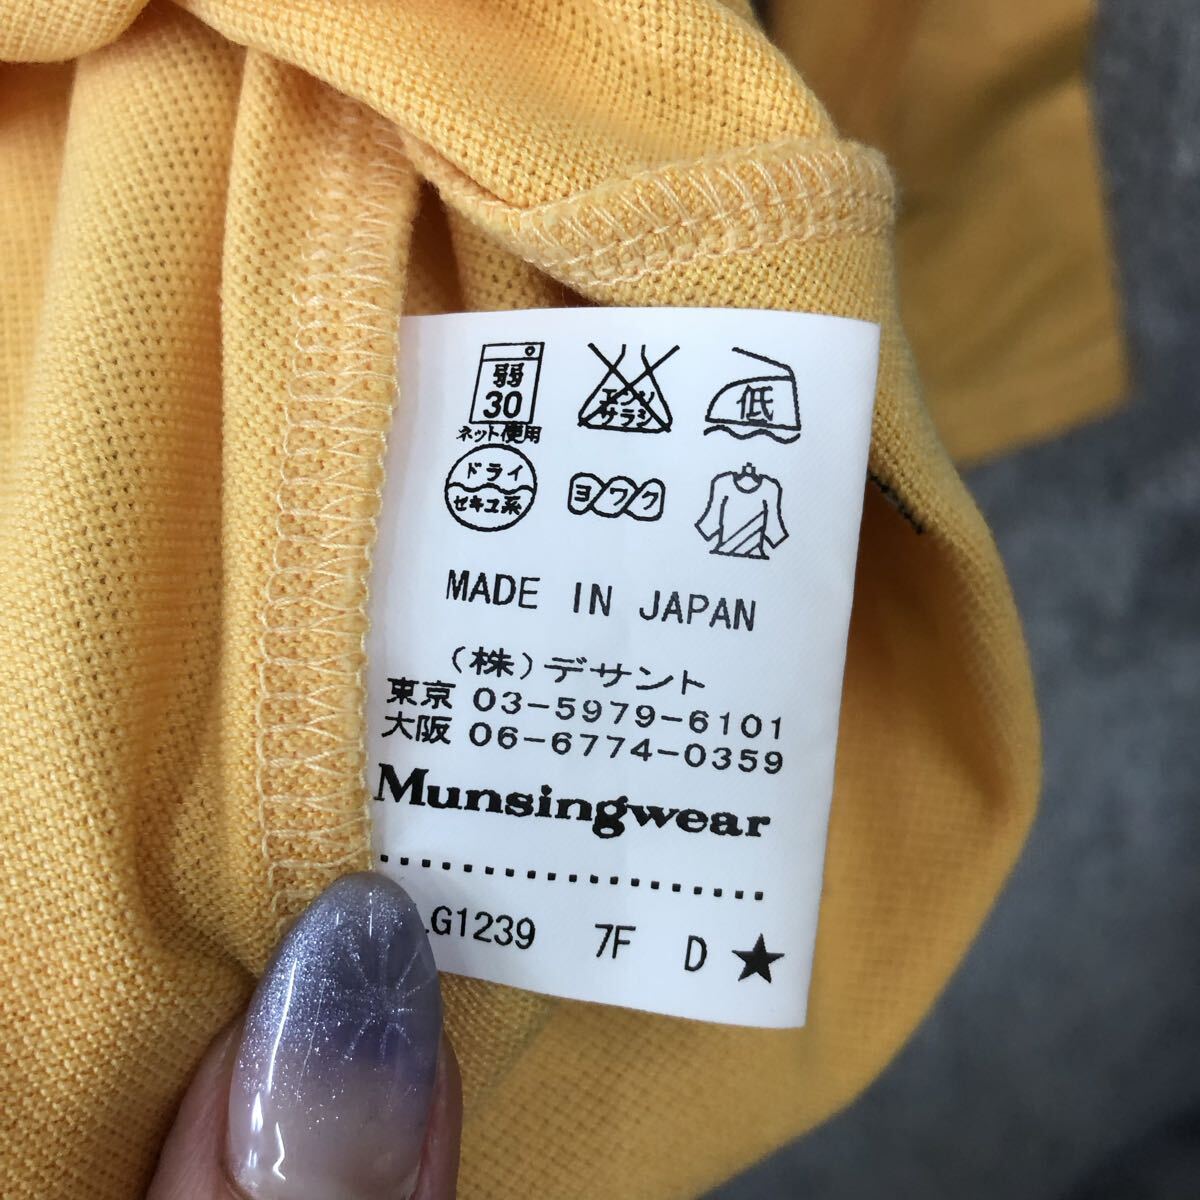 弱
30
ネット使用
エンソ
サラシ
低
ドライ
セキユ系
ヨワク
MADE IN JAPAN
(株)デサント
東京 03-5979-6101
大阪 06-6774-0359
Munsingwear
G1239 7F D★